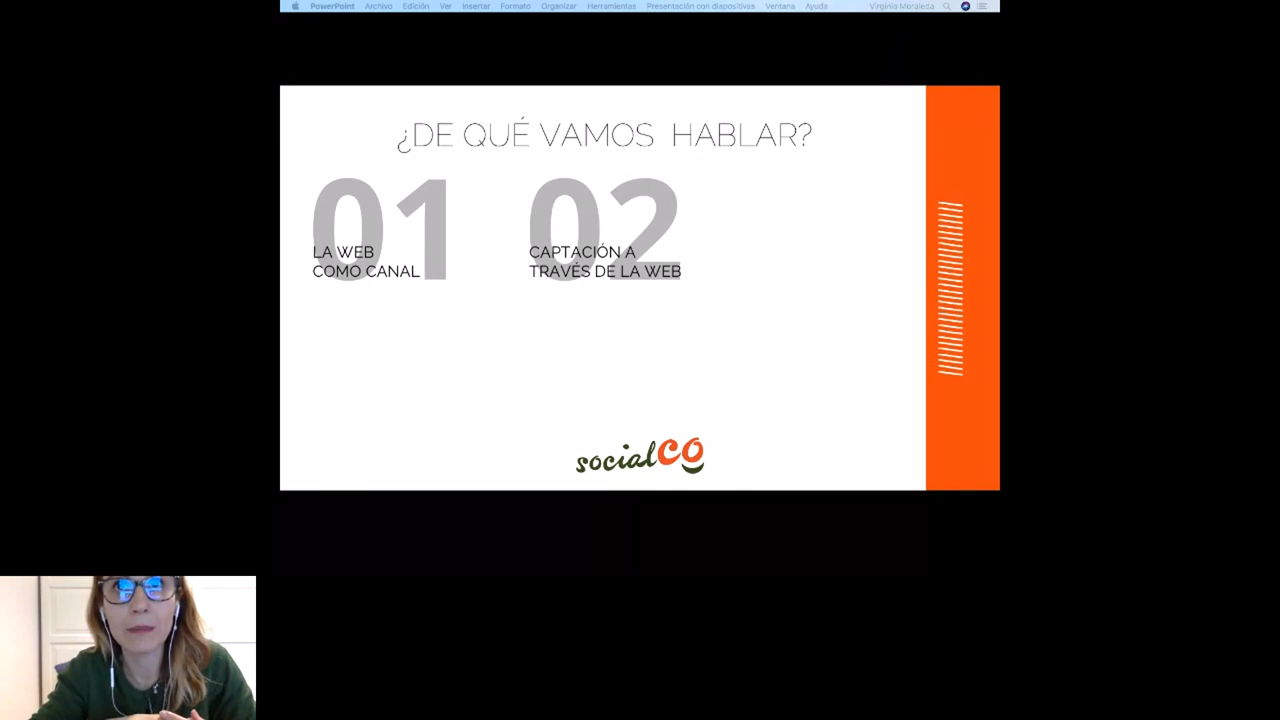 PowerPoint Archivo Edición Ver Insertar Formato Organizar Herramientas Presentación con diapositivas Ventana Ayuda Virginia Moraleda
¿DE QUÉ VAMOS HABLAR?
01
LA WEB
COMO CANAL
02
CAPTACIÓN A
TRAVÉS DE LA WEB
socialco